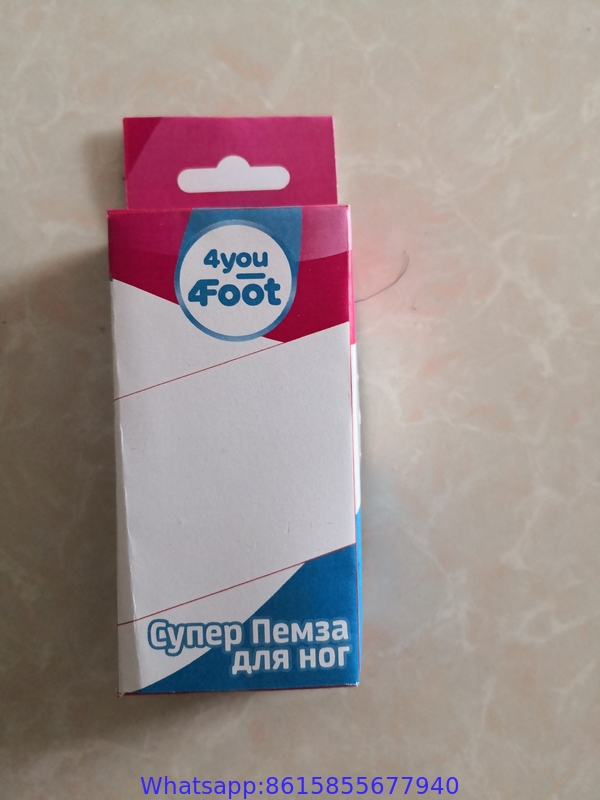 4you
4Foot
Супер Пемза
для ног
Whatsapp:8615855677940